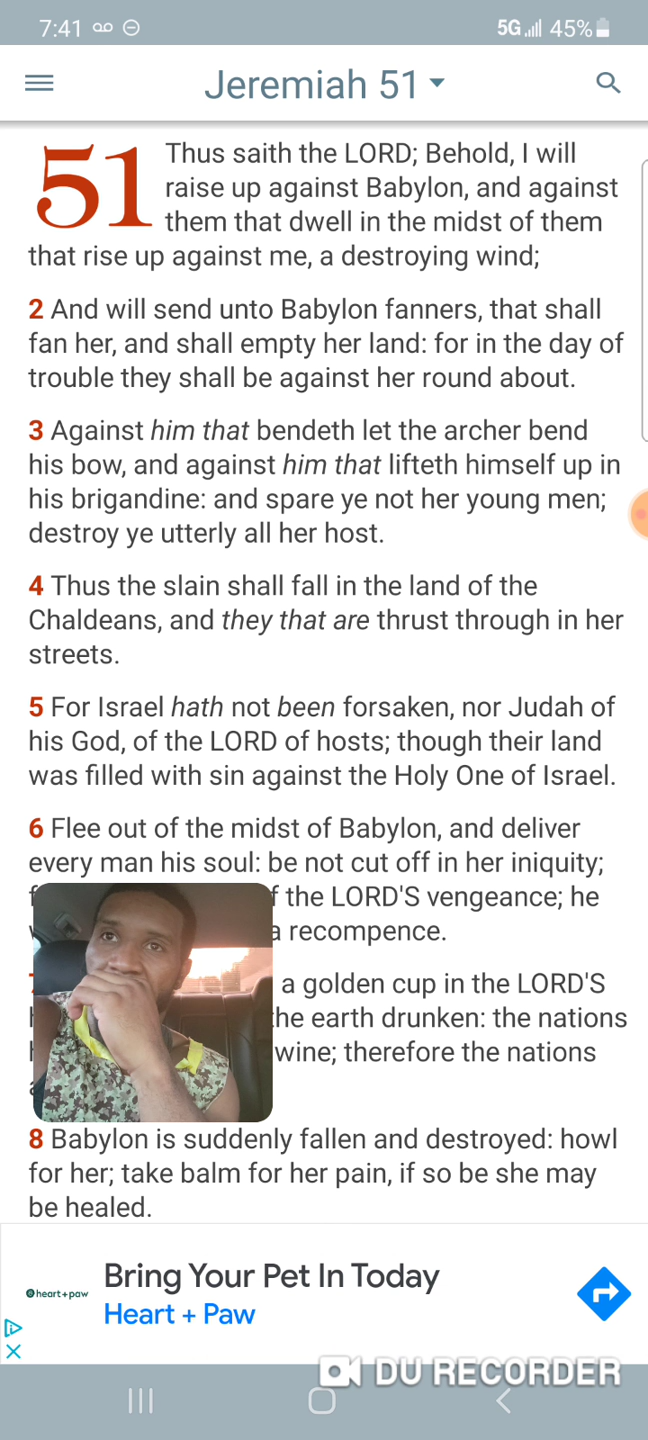 7:41
5G 45%
Jeremiah 51
51 Thus saith the LORD; Behold, I will
raise up against Babylon, and against
them that dwell in the midst of them
that rise up against me, a destroying wind;
2 And will send unto Babylon fanners, that shall
fan her, and shall empty her land: for in the day of
trouble they shall be against her round about.
3 Against him that bendeth let the archer bend
his bow, and against him that lifteth himself up in
his brigandine: and spare ye not her young men;
destroy ye utterly all her host.
4 Thus the slain shall fall in the land of the
Chaldeans, and they that are thrust through in her
streets.
5 For Israel hath not been forsaken, nor Judah of
his God, of the LORD of hosts; though their land
was filled with sin against the Holy One of Israel.
6 Flee out of the midst of Babylon, and deliver
every man his soul: be not cut off in her iniquity;
the LORD'S vengeance; he
a recompence.
a golden cup in the LORD'S
the earth drunken: the nations
wine; therefore the nations
8 Babylon is suddenly fallen and destroyed: howl
for her; take balm for her pain, if so be she may
be healed.
heart+paw
Bring Your Pet In Today
Heart + Paw
DU RECORDER